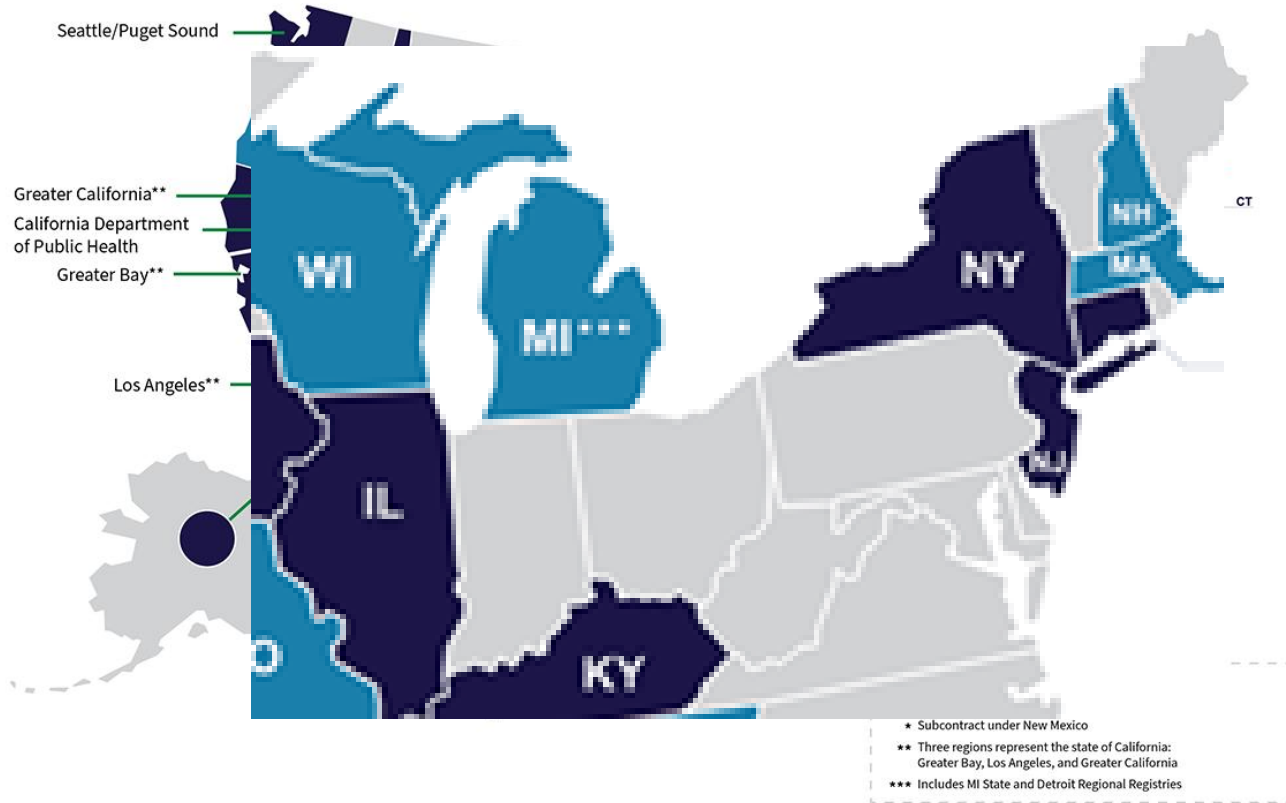 Seattle/Puget Sound
Greater California**
California Department
of Public Health
Greater Bay**
Los Angeles**
WI
MI***
NY
NH
MA
CT
NJ
IL
O
KY
* Subcontract under New Mexico
** Three regions represent the state of California:
Greater Bay, Los Angeles, and Greater California
*** Includes MI State and Detroit Regional Registries